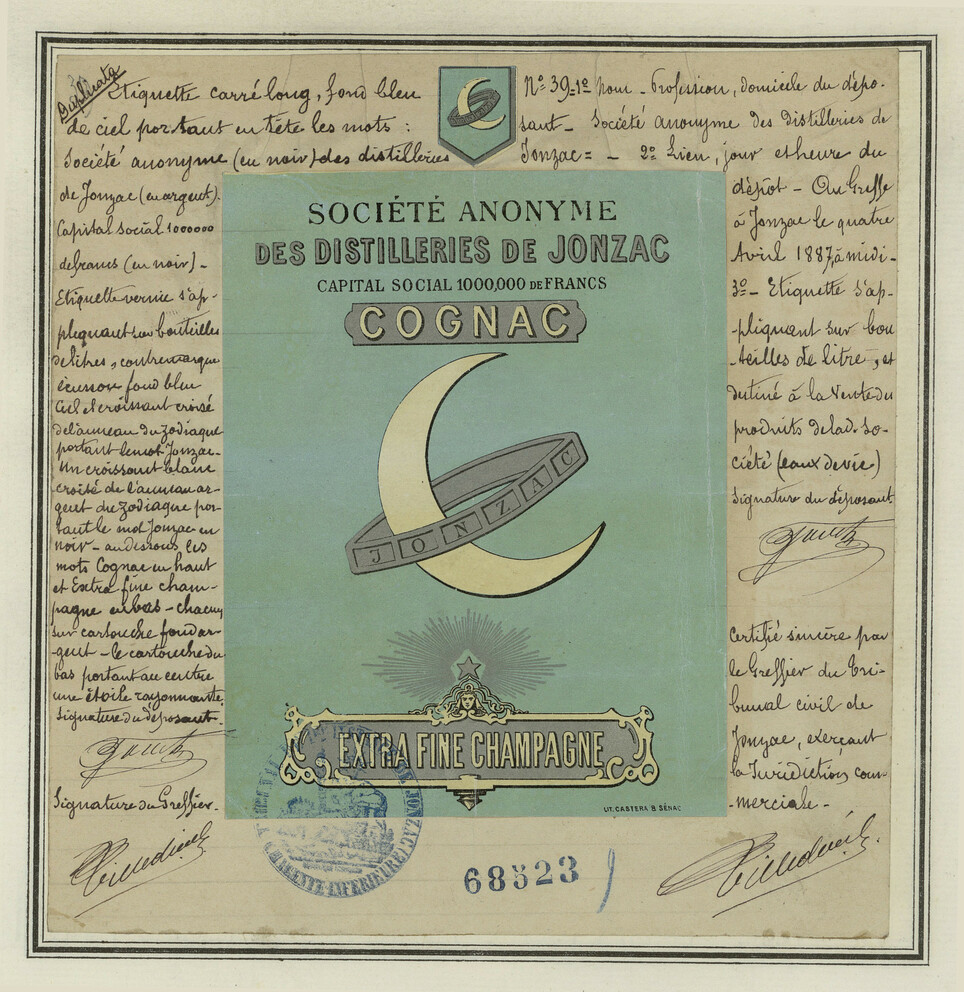 Duplicata
Etiquette carré long, fond bleu
de ciel portant en tête les mots :
Société anonyme (en noir) des distilleries
de Jonzac (en argent).
Capital social 1000000
de francs (en noir) -
Etiquette vernie s'ap-
pliquant sur bouteilles
de litres, contremarque
écusson fond bleu
ciel et croissant croisé
de l'anneau du zodiaque
portant le mot Jonzac.
Un croissant blanc
croisé de l'anneau ar-
gent du zodiaque por-
tant le mot Jonzac en
noir - au dessous les
mots Cognac en haut
et Extra fine cham-
pagne en bas - chacun
sur cartouche fond ar-
-gent - le cartouche du
bas portant au centre
une étoile rayonnante.
Signature du déposant -
Signature du Greffier -
SOCIÉTÉ ANONYME
DES DISTILLERIES DE JONZAC
CAPITAL SOCIAL 1000,000 DE FRANCS
COGNAC
JONZAC
EXTRA FINE CHAMPAGNE
LIT. CASTERA & SÉNAC
JONZAC (CHARENTE INFÉRIEURE)
68523
N° 39 - 1° Nom - Profession, domicile du dépo-
sant - Société Anonyme des Distilleries de
Jonzac = - 2° Lieu, jour et heure du
dépôt - Au Greffe
à Jonzac le quatre
Avril 1887, à midi -
3° - Etiquette s'ap-
-pliquant sur bou
-teilles de litre, et
destiné à la Vente des
produits de lad. So-
ciété (eaux de vie)
Signature du déposant
Certifié sincère par
le Greffier du Tri-
bunal civil de
Jonzac, exerçant
la Juridiction com
-merciale -